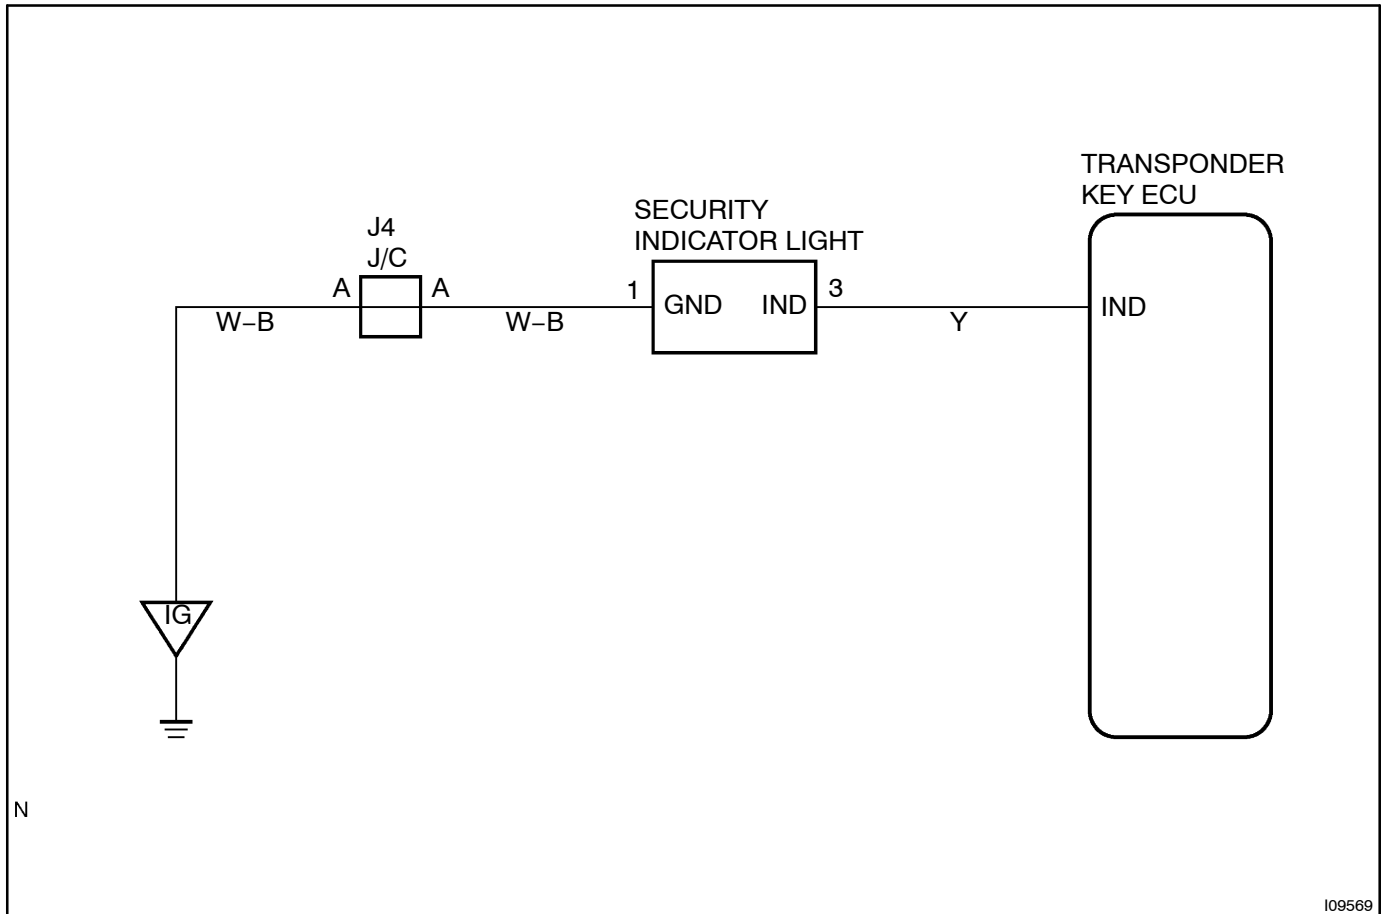 TRANSPONDER
KEY ECU
SECURITY
INDICATOR LIGHT
J4
J/C
A
A
1
GND
IND
3
IND
W−B
W−B
Y
IG
N
I09569